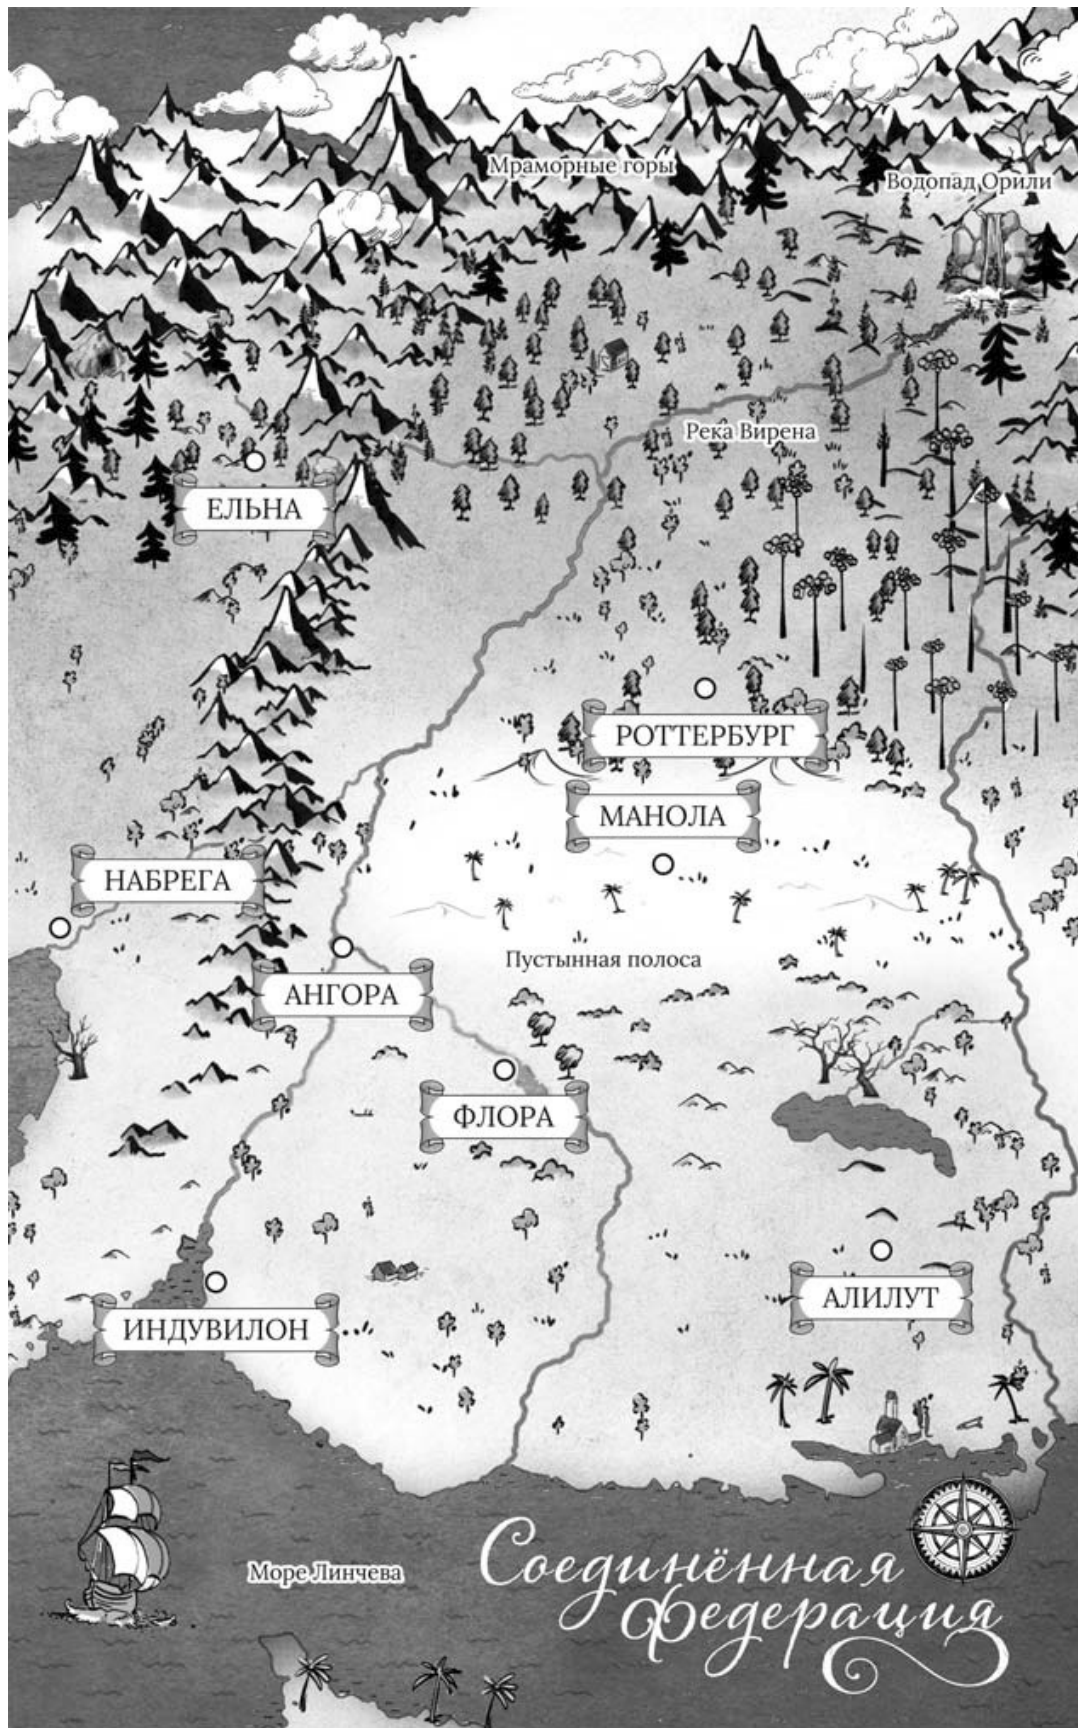 Мраморные горы
Водопад Орили
Река Вирена
ЕЛЬНА
РОТТЕРБУРГ
МАНОЛА
НАБРЕГА
Пустынная полоса
АНГОРА
ФЛОРА
АЛИЛУТ
ИНДУВИЛОН
Море Линчева
Соединённая
федерация